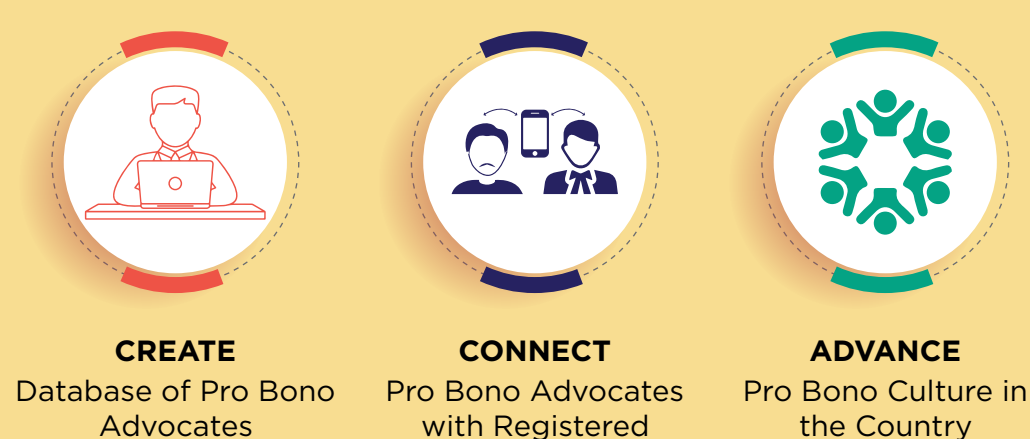 CREATE
Database of Pro Bono
Advocates
CONNECT
Pro Bono Advocates
with Registered
ADVANCE
Pro Bono Culture in
the Country